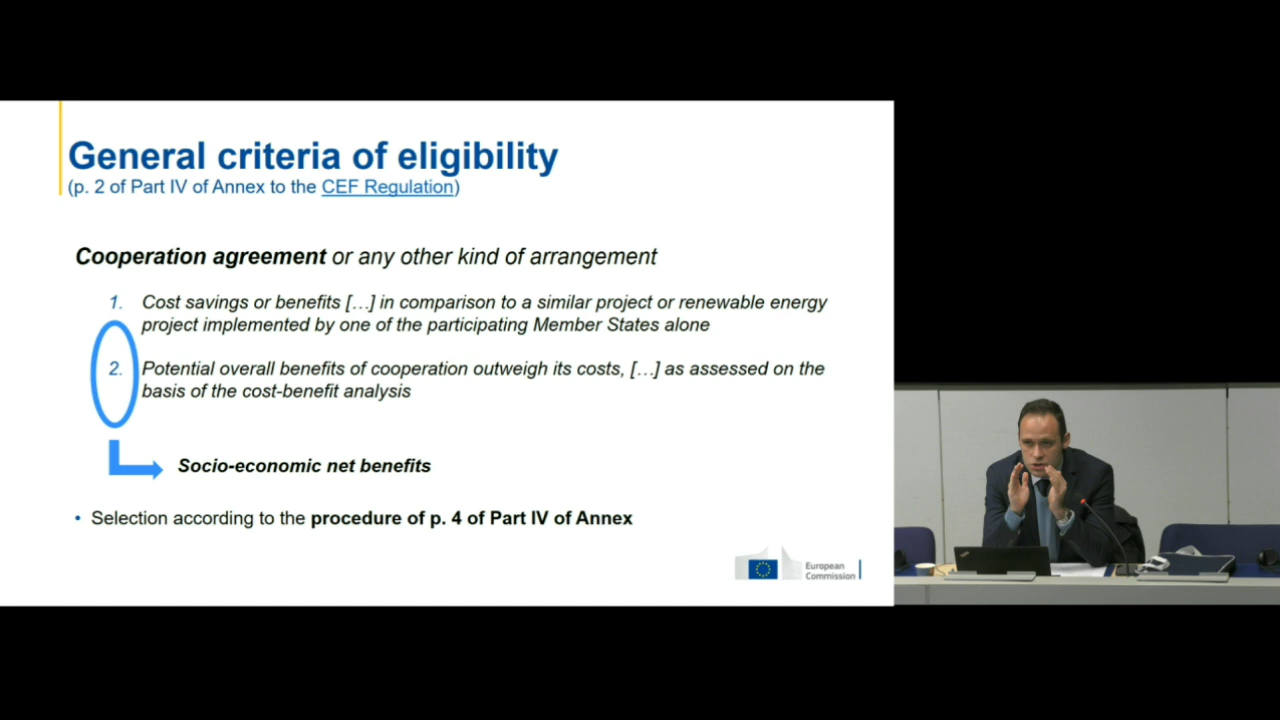 General criteria of eligibility
(p. 2 of Part IV of Annex to the CEF Regulation)
Cooperation agreement or any other kind of arrangement
1. Cost savings or benefits […] in comparison to a similar project or renewable energy
project implemented by one of the participating Member States alone
2. Potential overall benefits of cooperation outweigh its costs, […] as assessed on the
basis of the cost-benefit analysis
Socio-economic net benefits
• Selection according to the procedure of p. 4 of Part IV of Annex
European
Commission